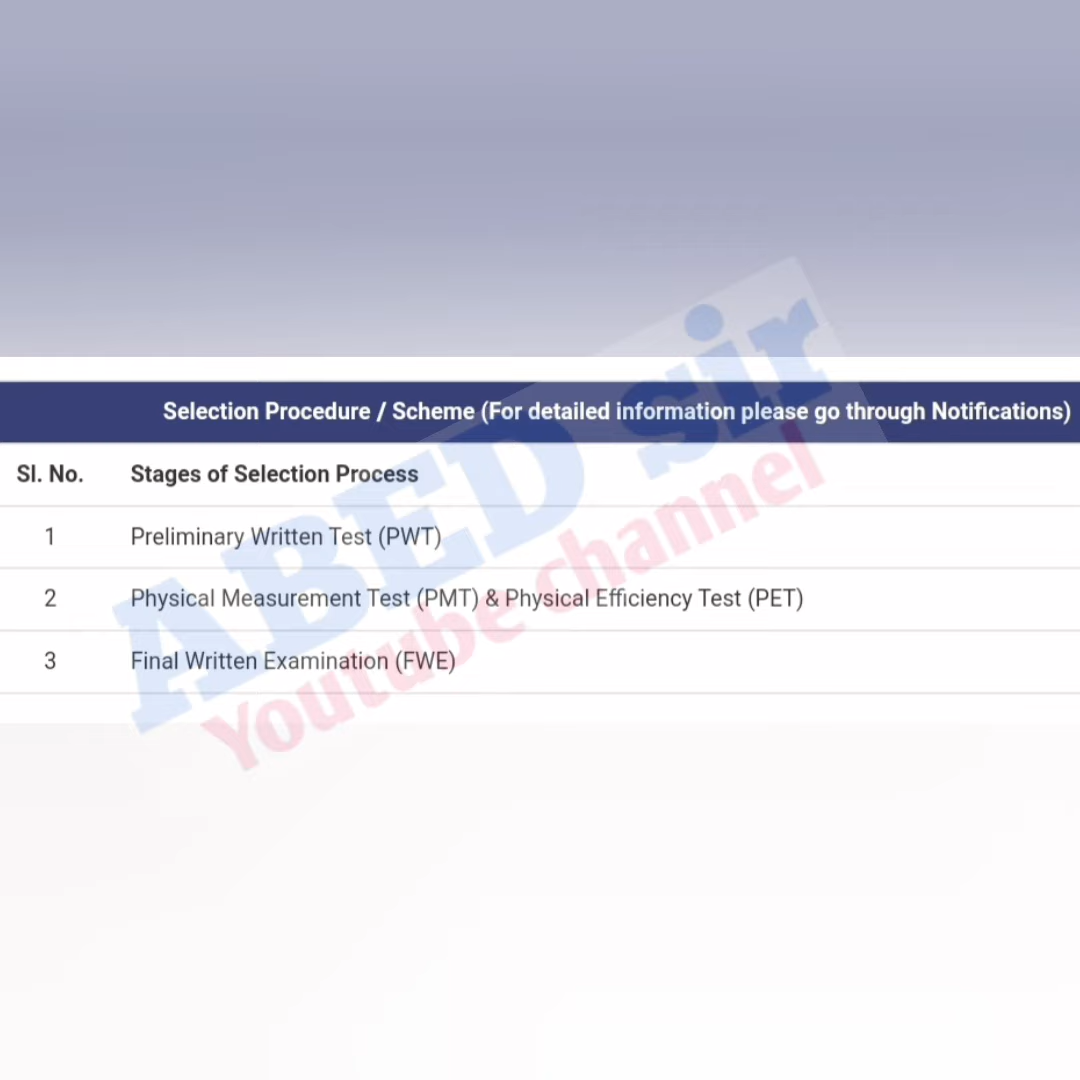 Selection Procedure / Scheme (For detailed information please go through Notifications)
Sl. No. Stages of Selection Process
1 Preliminary Written Test (PWT)
2 Physical Measurement Test (PMT) & Physical Efficiency Test (PET)
3 Final Written Examination (FWE)
ABED sir
Youtube channel